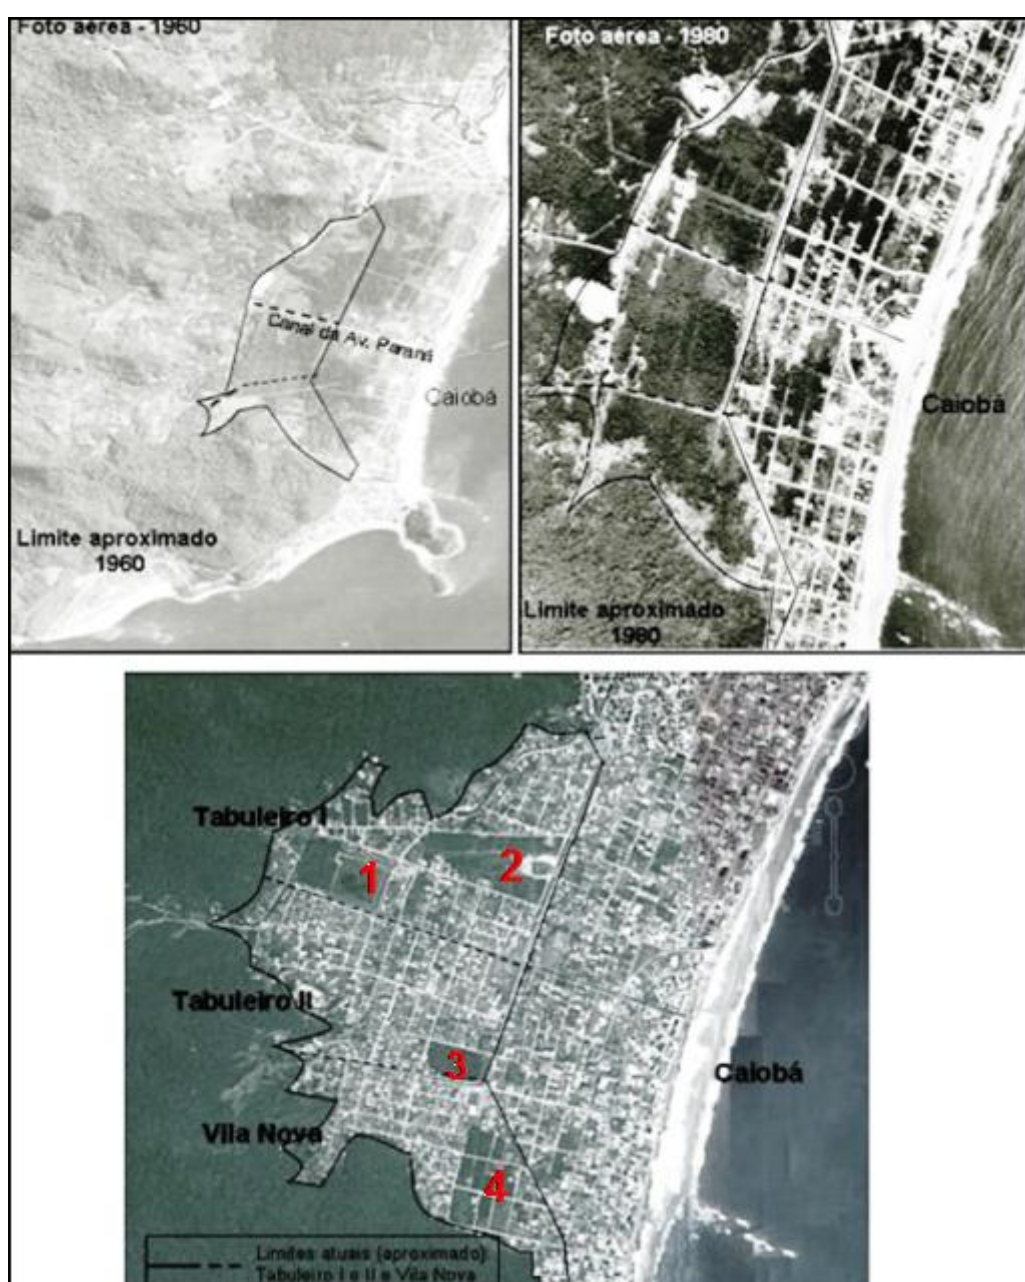 Foto aérea - 1960
Canal da Av. Paraná
Caiobá
Limite aproximado
1960
Foto aérea - 1980
Caiobá
Limite aproximado
1980
Tabuleiro I
1
2
Tabuleiro II
3
Caiobá
Vila Nova
4
Limites atuais (aproximado)
Tabuleiro I e II e Vila Nova